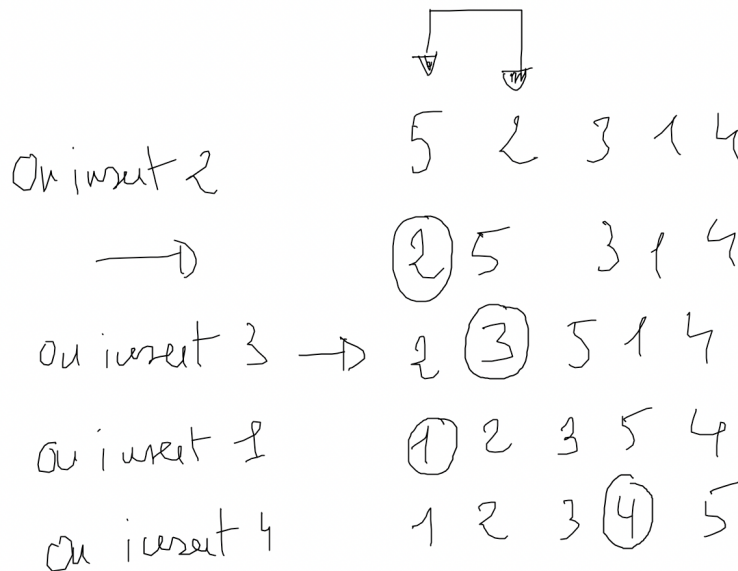 5 2 3 1 4
On insert 2
2 5 3 1 4
on insert 3 2 3 5 1 4
on insert 1 1 2 3 5 4
on insert 4 1 2 3 4 5